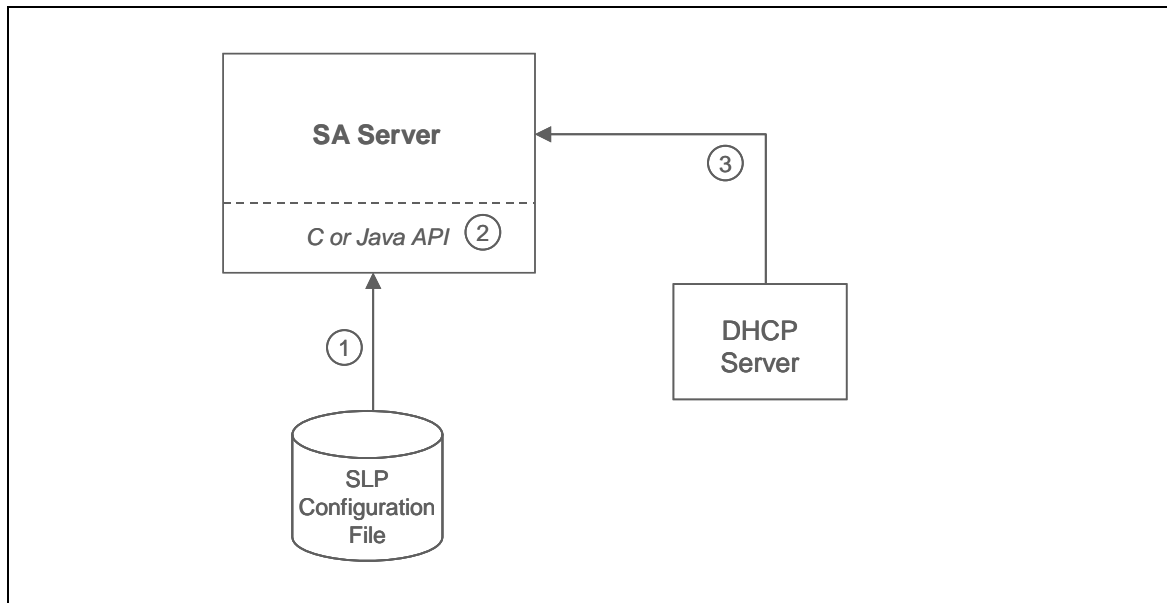 SA Server
3
C or Java API 2
DHCP
Server
1
SLP
Configuration
File